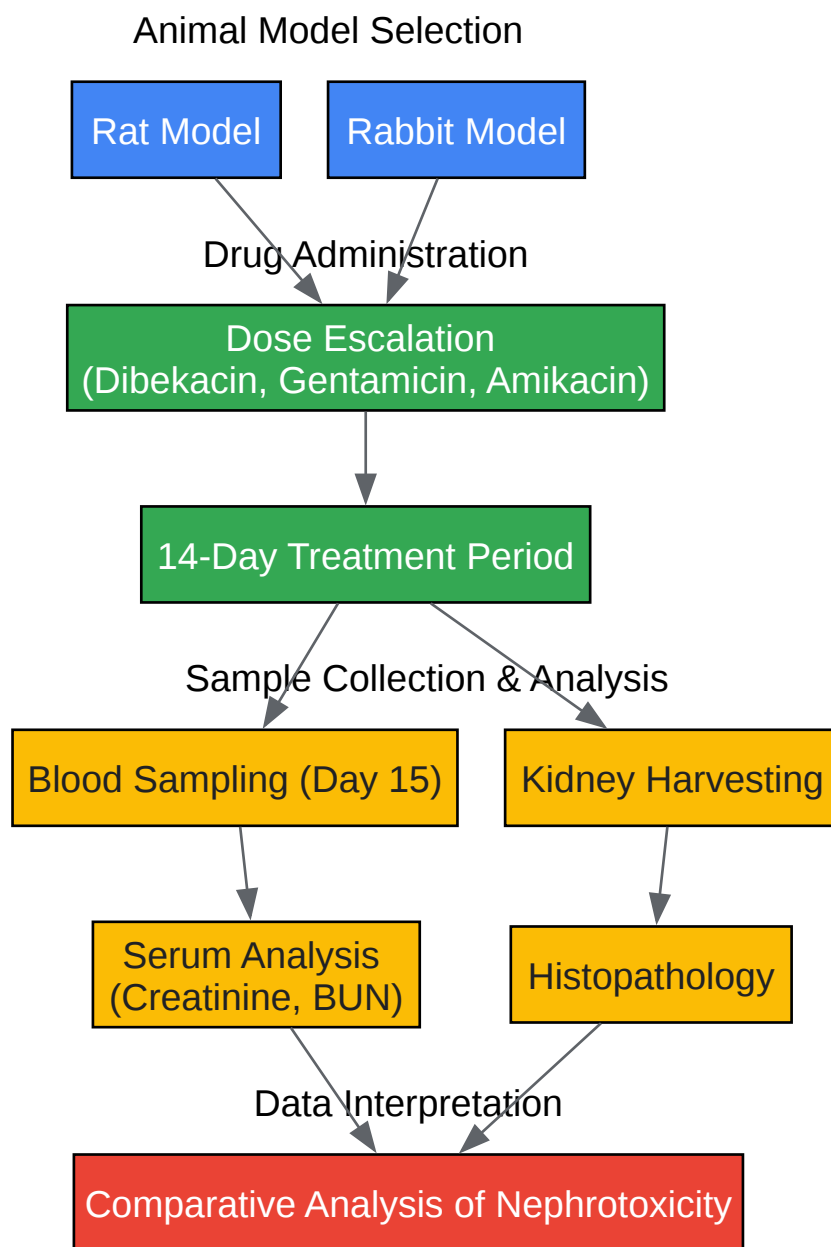 Animal Model Selection
Rat Model
Rabbit Model
Drug Administration
Dose Escalation
(Dibekacin, Gentamicin, Amikacin)
14-Day Treatment Period
Sample Collection & Analysis
Blood Sampling (Day 15)
Kidney Harvesting
Serum Analysis
(Creatinine, BUN)
Histopathology
Data Interpretation
Comparative Analysis of Nephrotoxicity